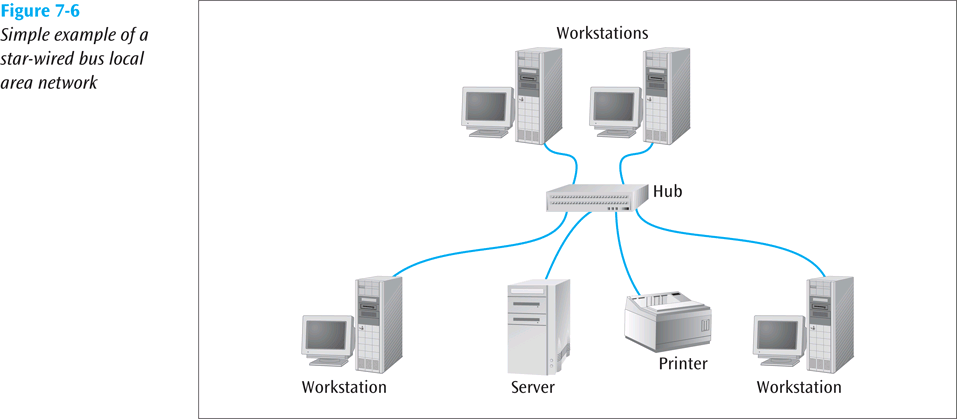 Figure 7-6
Simple example of a
star-wired bus local
area network
Workstations
Hub
Workstation
Server
Printer
Workstation